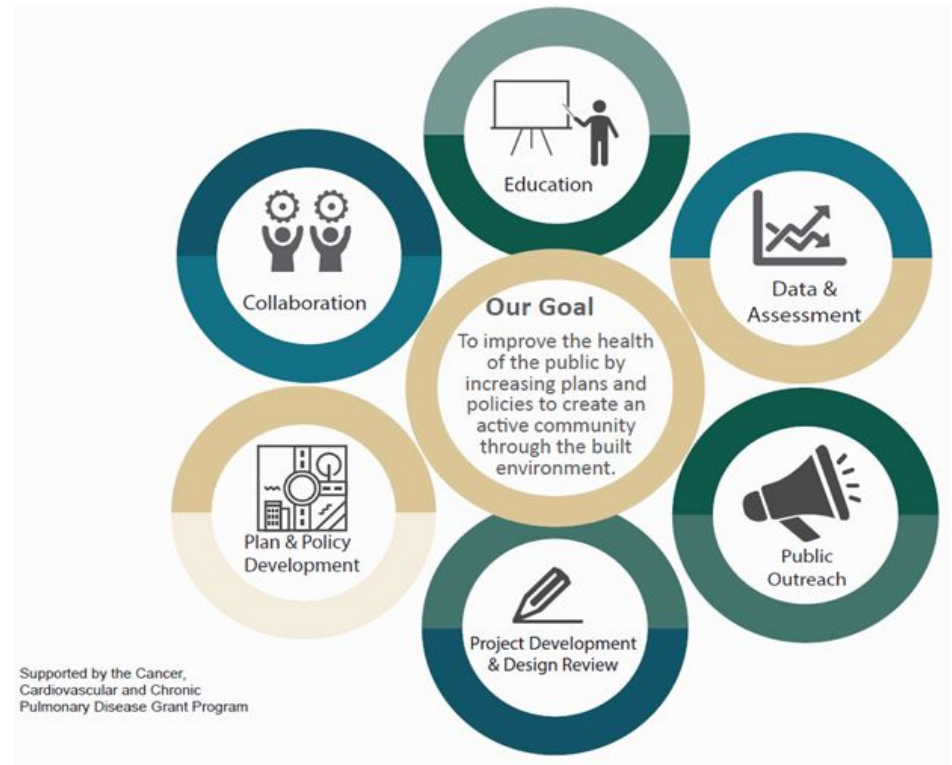 Education
Collaboration
Data &
Assessment
Our Goal
To improve the health
of the public by
increasing plans and
policies to create an
active community
through the built
environment.
Plan & Policy
Development
Public
Outreach
Project Development
& Design Review
Supported by the Cancer,
Cardiovascular and Chronic
Pulmonary Disease Grant Program